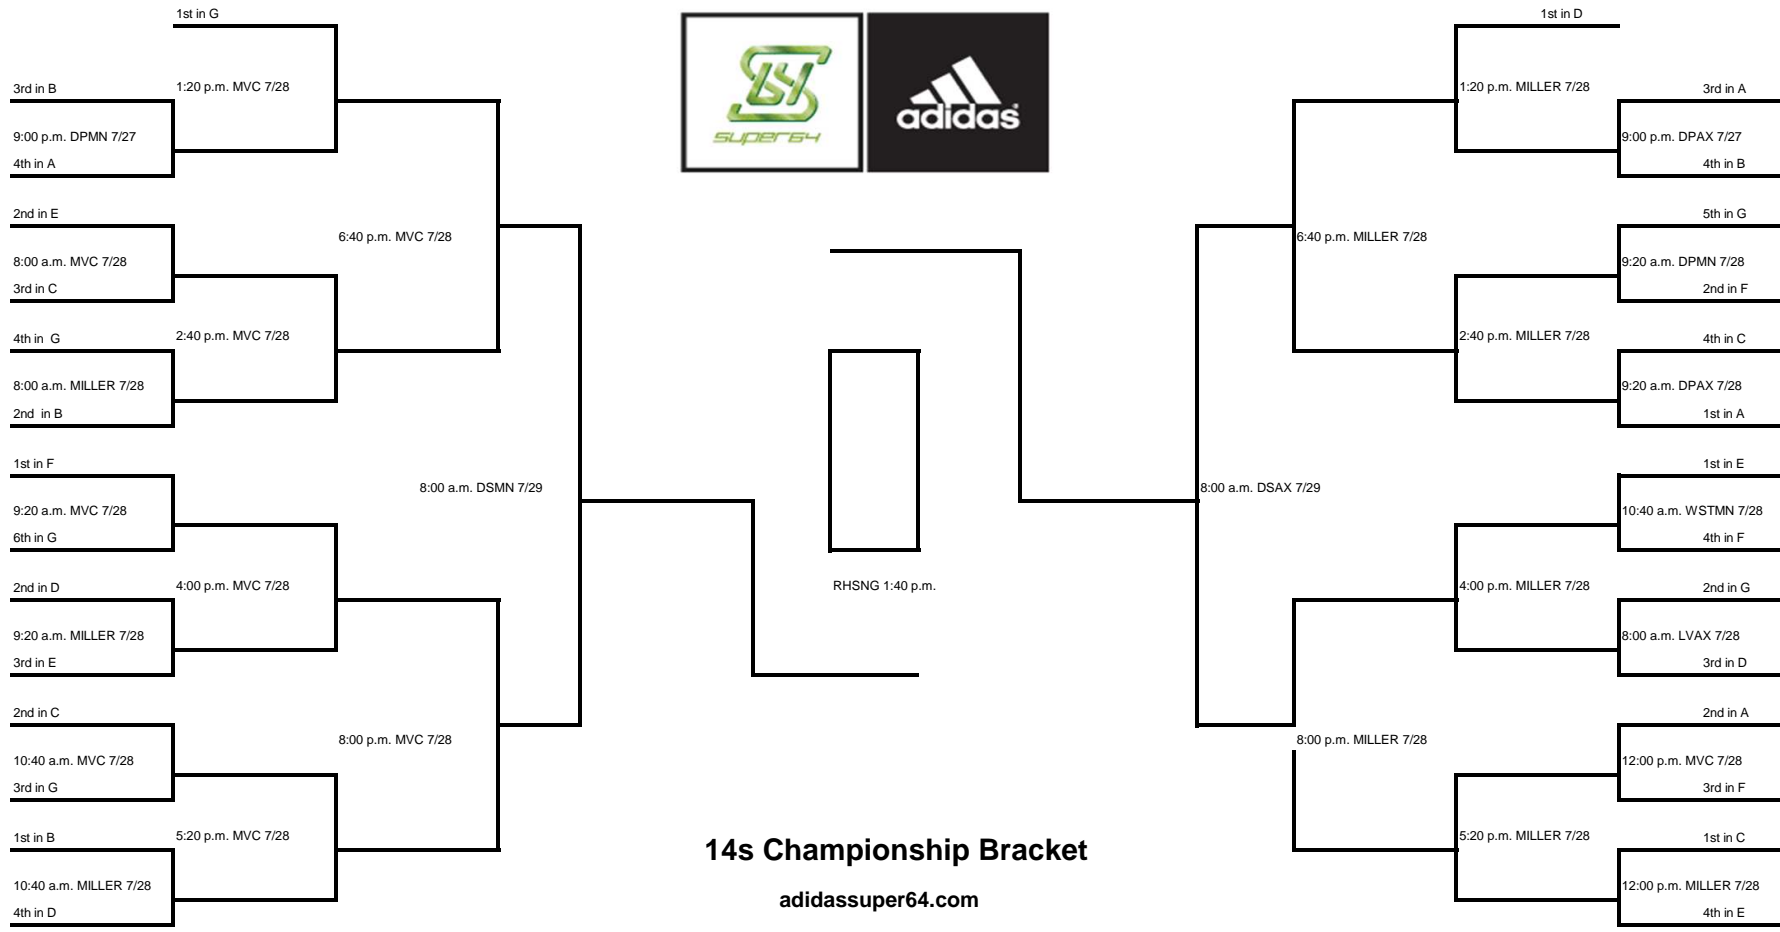 1st in G
1:20 p.m. MVC 7/28
3rd in B
9:00 p.m. DPMN 7/27
4th in A
2nd in E
6:40 p.m. MVC 7/28
8:00 a.m. MVC 7/28
3rd in C
4th in  G
2:40 p.m. MVC 7/28
8:00 a.m. MILLER 7/28
2nd  in B
1st in F
8:00 a.m. DSMN 7/29
9:20 a.m. MVC 7/28
6th in G
2nd in D
4:00 p.m. MVC 7/28
9:20 a.m. MILLER 7/28
3rd in E
2nd in C
8:00 p.m. MVC 7/28
10:40 a.m. MVC 7/28
3rd in G
1st in B
5:20 p.m. MVC 7/28
10:40 a.m. MILLER 7/28
4th in D
SUPER64
adidas
RHSNG 1:40 p.m.
14s Championship Bracket
adidassuper64.com
1st in D
1:20 p.m. MILLER 7/28
3rd in A
9:00 p.m. DPAX 7/27
4th in B
5th in G
6:40 p.m. MILLER 7/28
9:20 a.m. DPMN 7/28
2nd in F
2:40 p.m. MILLER 7/28
4th in C
9:20 a.m. DPAX 7/28
1st in A
1st in E
8:00 a.m. DSAX 7/29
10:40 a.m. WSTMN 7/28
4th in F
4:00 p.m. MILLER 7/28
2nd in G
8:00 a.m. LVAX 7/28
3rd in D
2nd in A
8:00 p.m. MILLER 7/28
12:00 p.m. MVC 7/28
3rd in F
5:20 p.m. MILLER 7/28
1st in C
12:00 p.m. MILLER 7/28
4th in E